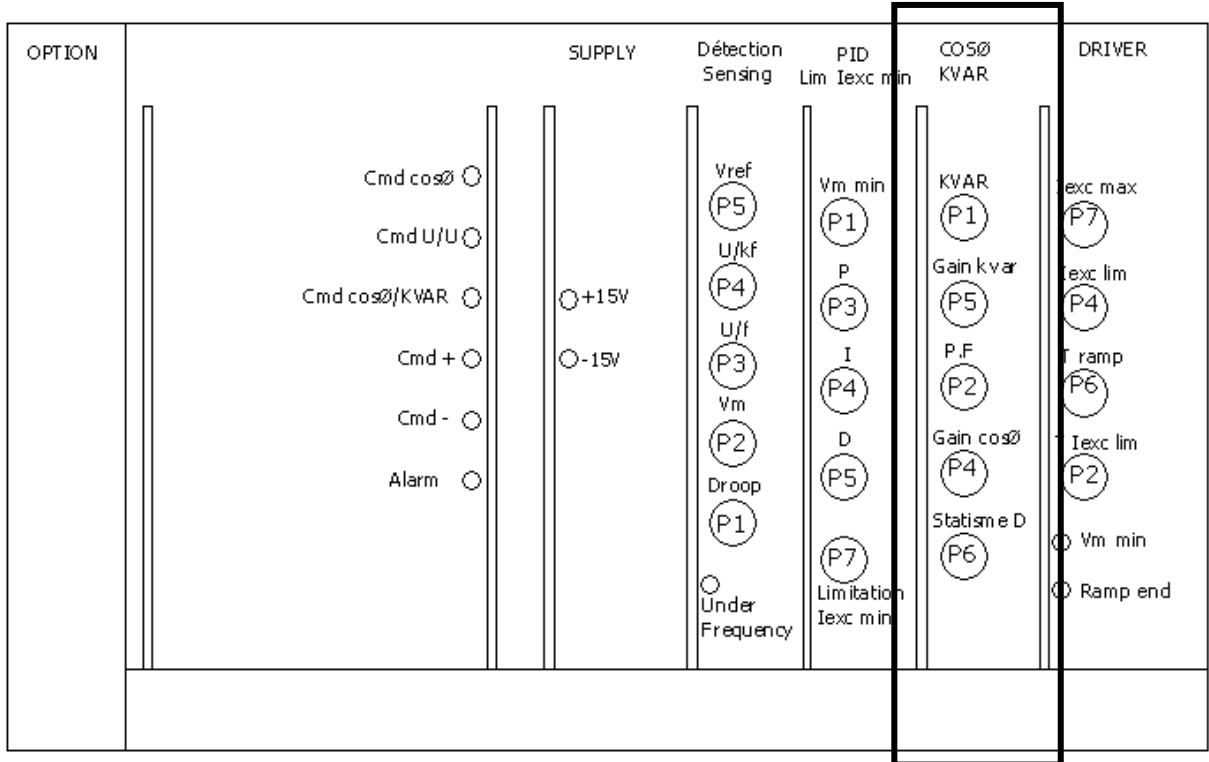 OPTION
SUPPLY
Détection
Sensing
PID
Lim Iexc min
COSØ
KVAR
DRIVER
Cmd cosØ
Cmd U/U
Cmd cosØ/KVAR
Cmd +
Cmd -
Alarm
+15V
-15V
Vref
P5
U/kf
P4
U/f
P3
Vm
P2
Droop
P1
Under
Frequency
Vm min
P1
P
P3
I
P4
D
P5
P7
Limitation
Iexc min
KVAR
P1
Gain kvar
P5
P.F
P2
Gain cosØ
P4
Statisme D
P6
Iexc max
P7
Iexc lim
P4
T ramp
P6
T Iexc lim
P2
Vm min
Ramp end